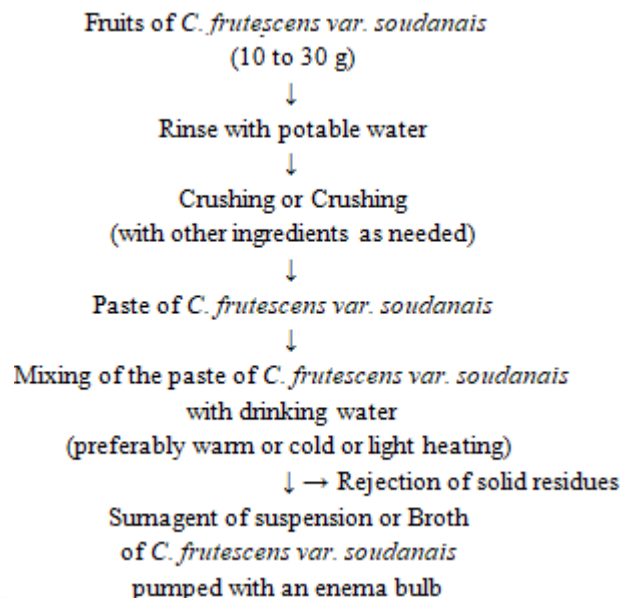 Fruits of C. frutescens var. soudanais
(10 to 30 g)
↓
Rinse with potable water
↓
Crushing or Crushing
(with other ingredients as needed)
↓
Paste of C. frutescens var. soudanais
↓
Mixing of the paste of C. frutescens var. soudanais
with drinking water
(preferably warm or cold or light heating)
↓ → Rejection of solid residues
Sumagent of suspension or Broth
of C. frutescens var. soudanais
pumped with an enema bulb